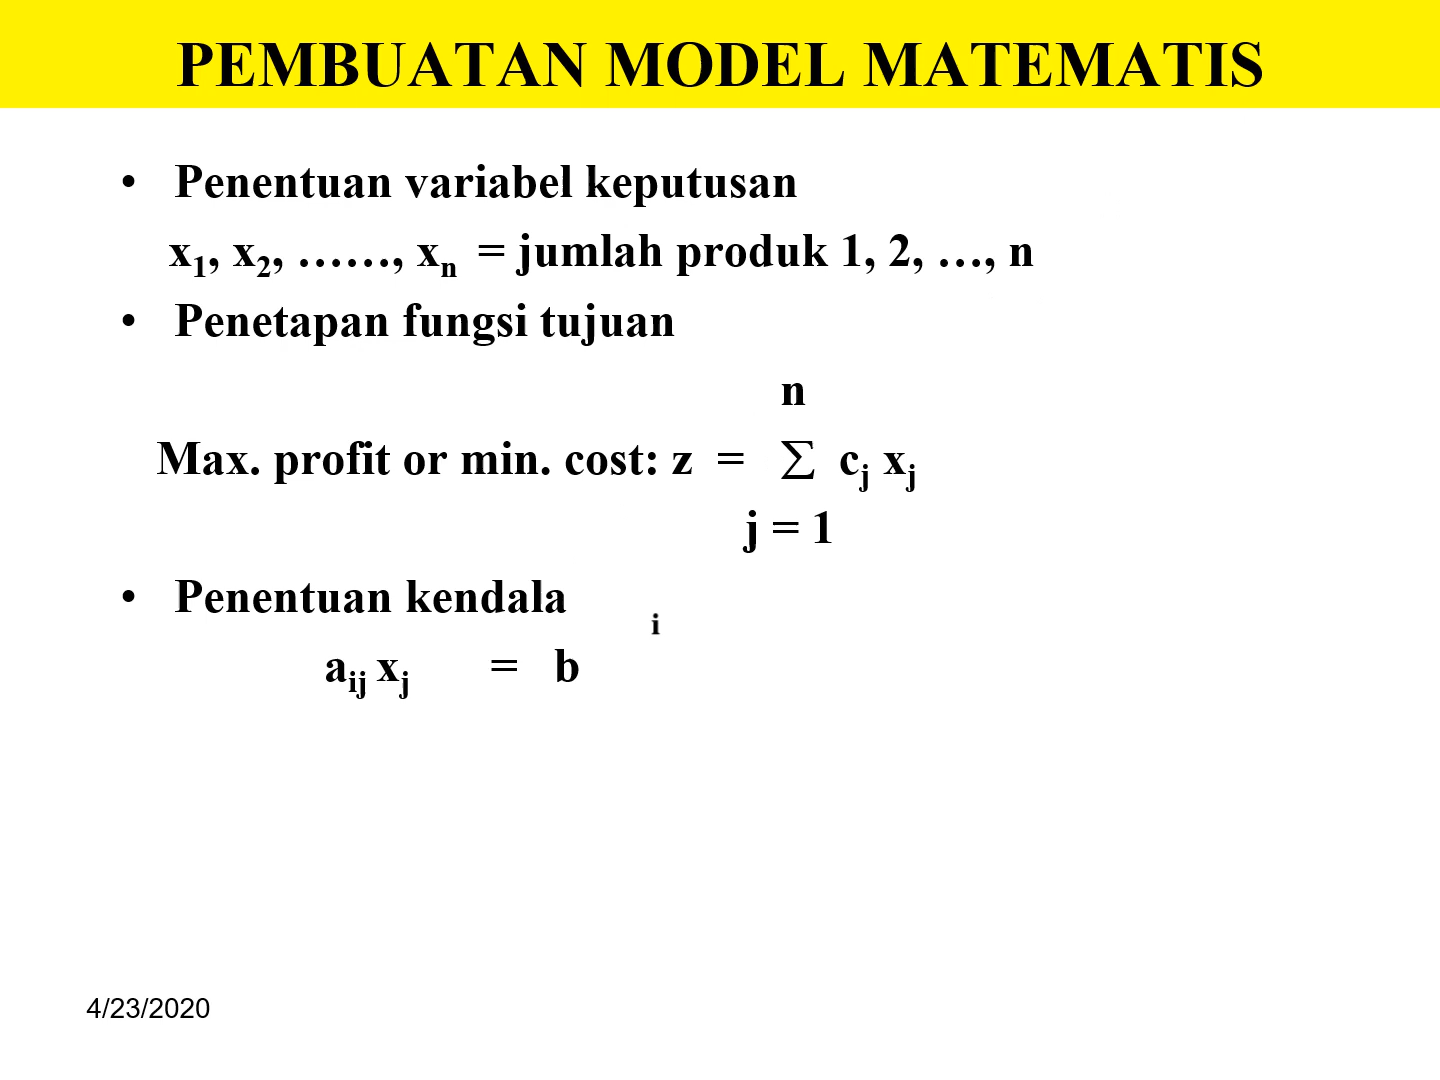 PEMBUATAN MODEL MATEMATIS
• Penentuan variabel keputusan
x₁, x₂, ……, xₙ = jumlah produk 1, 2, …, n
• Penetapan fungsi tujuan
n
Max. profit or min. cost: z = ∑ cⱼ xⱼ
j = 1
• Penentuan kendala
i
aᵢⱼ xⱼ = b
4/23/2020